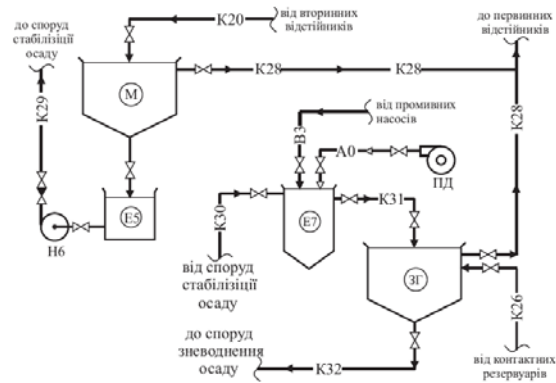 до споруд
стабілізіції
осаду
К20
від вторинних
відстійників
до первинних
відстійників
М
К28
К28
К29
К28
від промивних
насосів
В3
А0
ПД
Е5
Н6
К30
Е7
К31
від споруд
стабілізіції
осаду
ЗГ
К26
до споруд
зневоднення
осаду
К32
від контактних
резервуарів